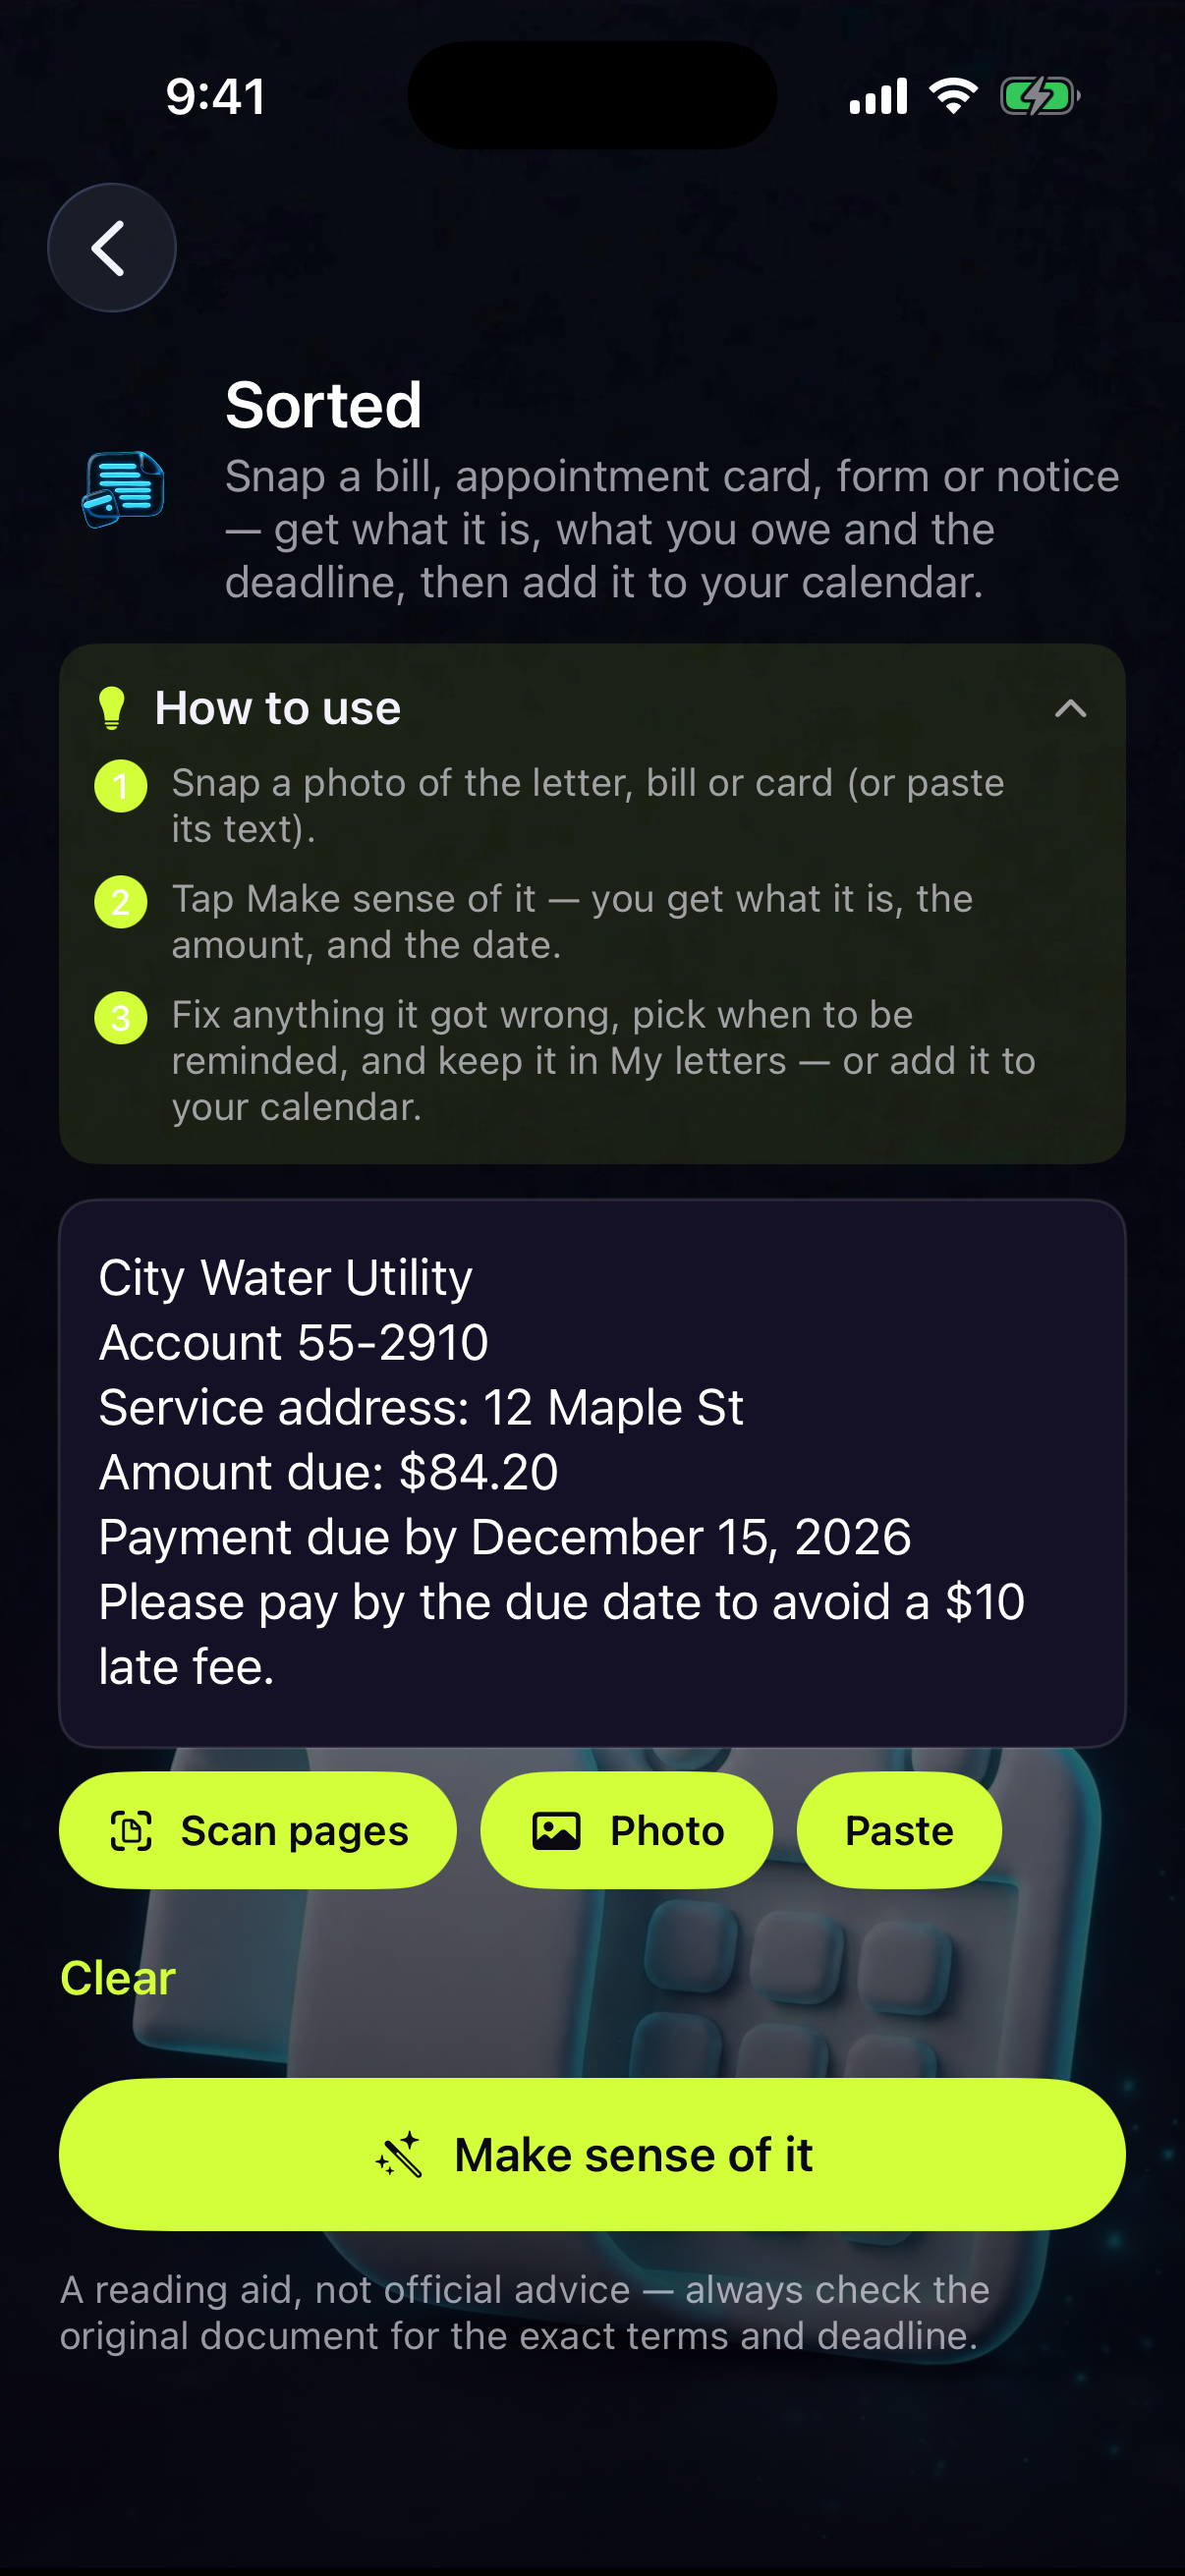 9:41
Sorted
Snap a bill, appointment card, form or notice
— get what it is, what you owe and the
deadline, then add it to your calendar.
How to use
1 Snap a photo of the letter, bill or card (or paste
its text).
2 Tap Make sense of it — you get what it is, the
amount, and the date.
3 Fix anything it got wrong, pick when to be
reminded, and keep it in My letters — or add it to
your calendar.
City Water Utility
Account 55-2910
Service address: 12 Maple St
Amount due: $84.20
Payment due by December 15, 2026
Please pay by the due date to avoid a $10
late fee.
Scan pages Photo Paste
Clear
Make sense of it
A reading aid, not official advice — always check the
original document for the exact terms and deadline.